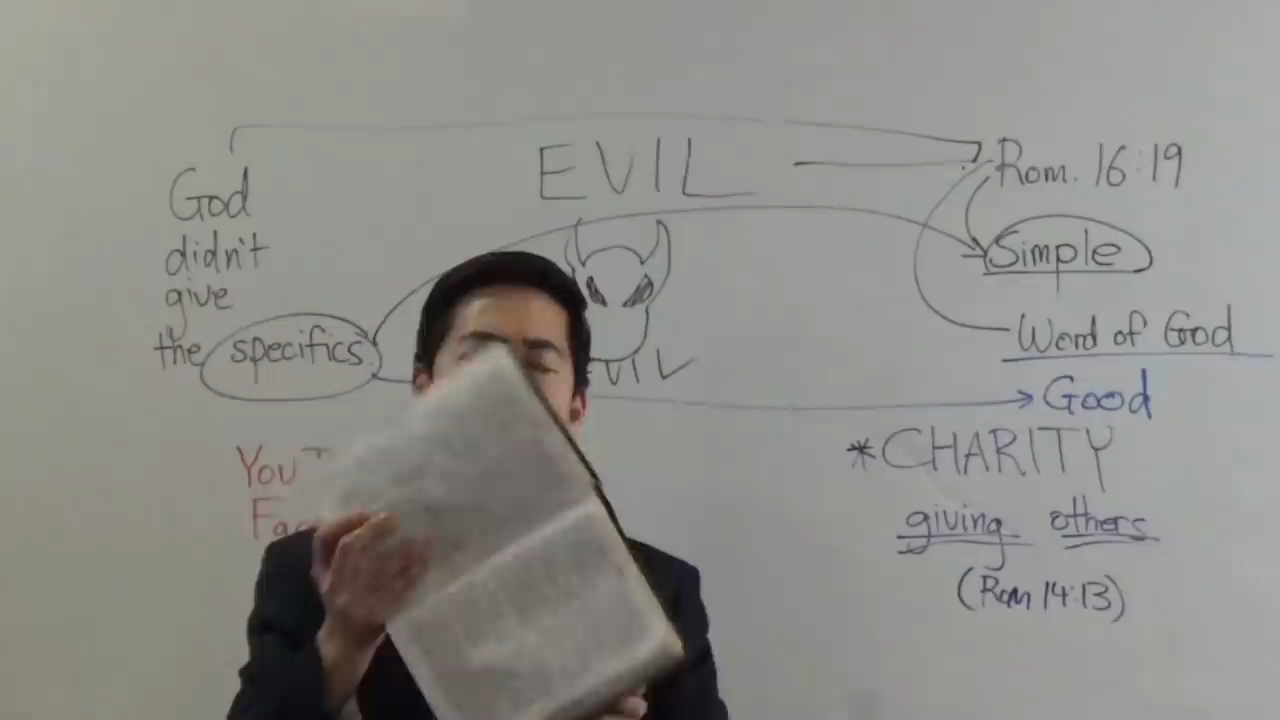 God
didn't
give
the specifics
EVIL
Rom. 16:19
Simple
Word of God
Good
*CHARITY
giving others
(Rom 14:13)